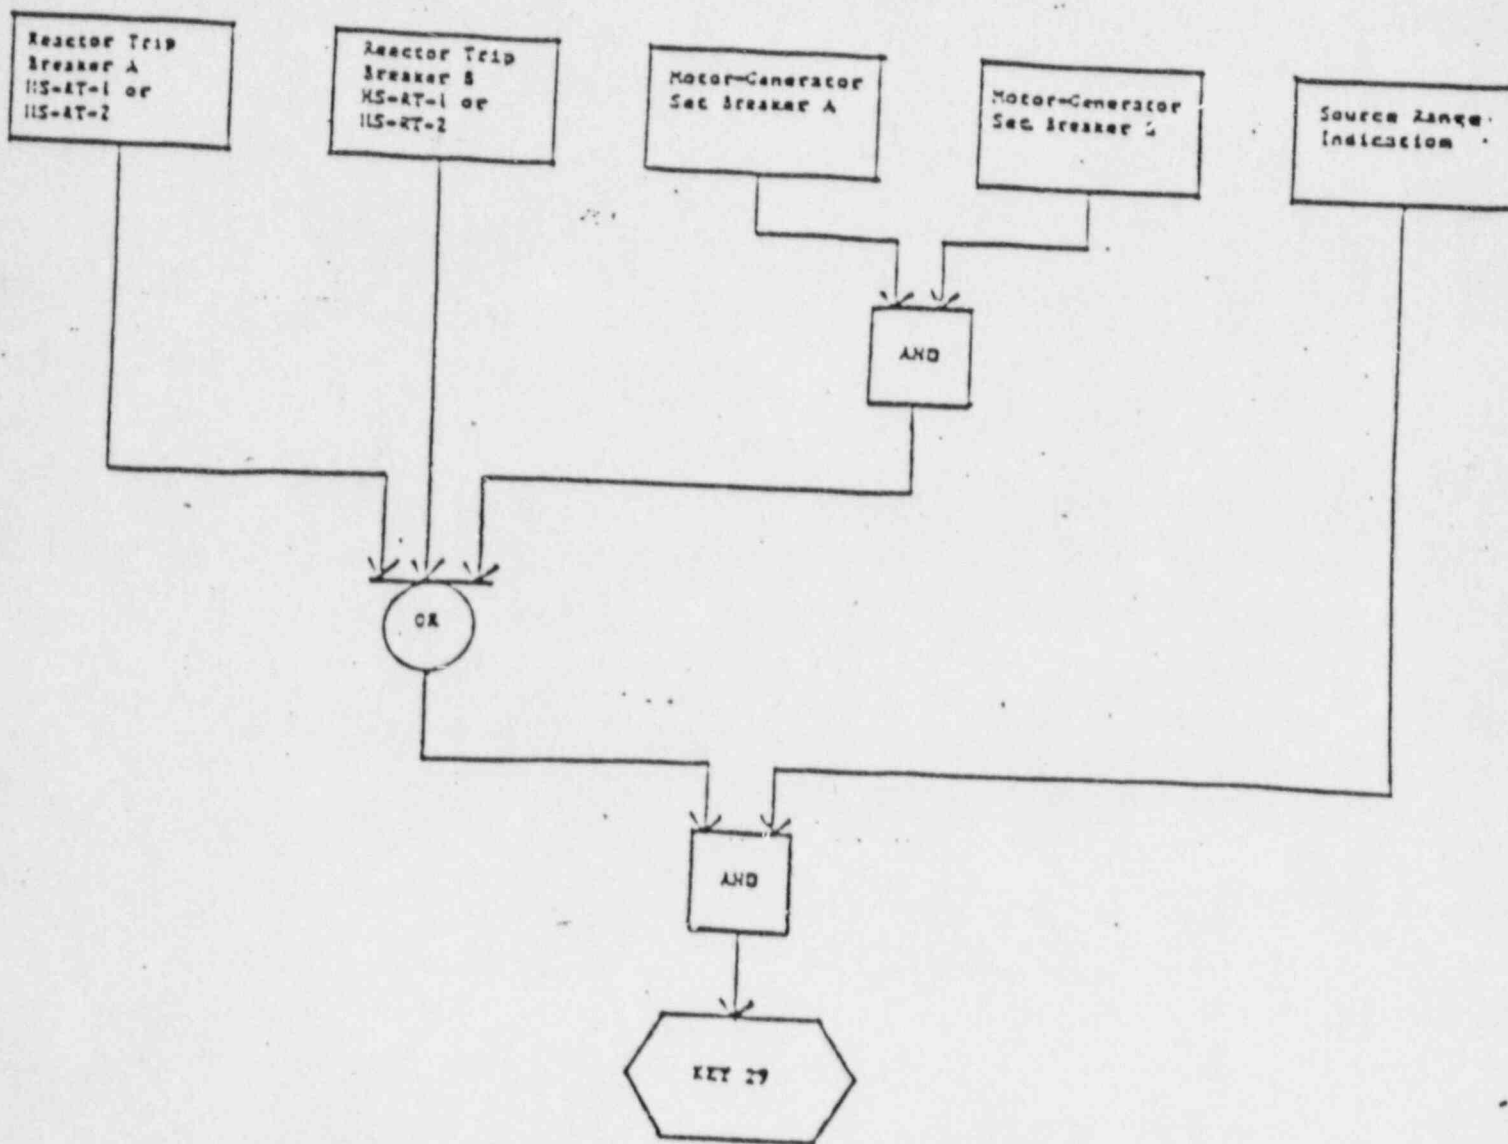 Reactor Trip
Breaker A
HS-RT-1 or
HS-RT-2
Reactor Trip
Breaker B
HS-RT-1 or
HS-RT-2
Motor-Generator
Set Breaker A
Motor-Generator
Set Breaker
Source Range
Indication
AND
OR
AND
KEY 29